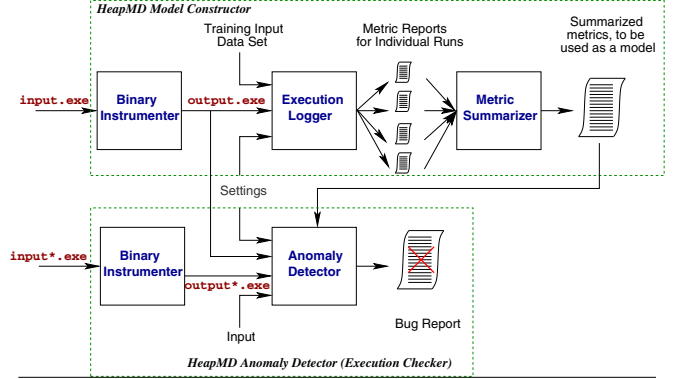 HeapMD Model Constructor
Training Input
Data Set
Metric Reports
for Individual Runs
Summarized
metrics, to be
used as a model
input.exe
Binary
Instrumenter
output.exe
Execution
Logger
Metric
Summarizer
Settings
input*.exe
Binary
Instrumenter
output*.exe
Anomaly
Detector
Input
Bug Report
HeapMD Anomaly Detector (Execution Checker)